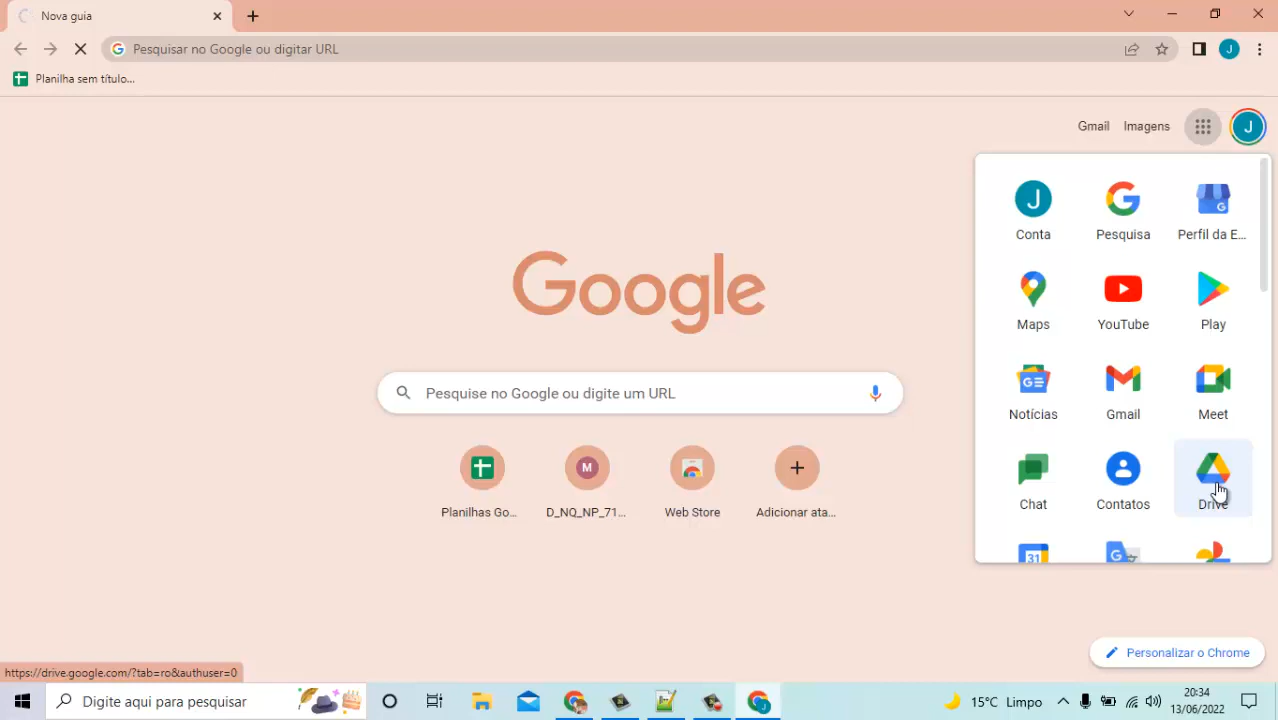 Nova guia
Pesquisar no Google ou digitar URL
J
Planilha sem título...
Gmail
Imagens
J
J
Conta
G
Pesquisa
G
Perfil da E...
Maps
YouTube
Play
GE
Notícias
Gmail
Meet
Chat
Contatos
Drive
31
G
Google
Pesquise no Google ou digite um URL
M
Planilhas Go...
D_NQ_NP_71...
Web Store
Adicionar ata...
Personalizar o Chrome
https://drive.google.com/?tab=ro&authuser=0
Digite aqui para pesquisar
J
15°C Limpo
20:34
13/06/2022